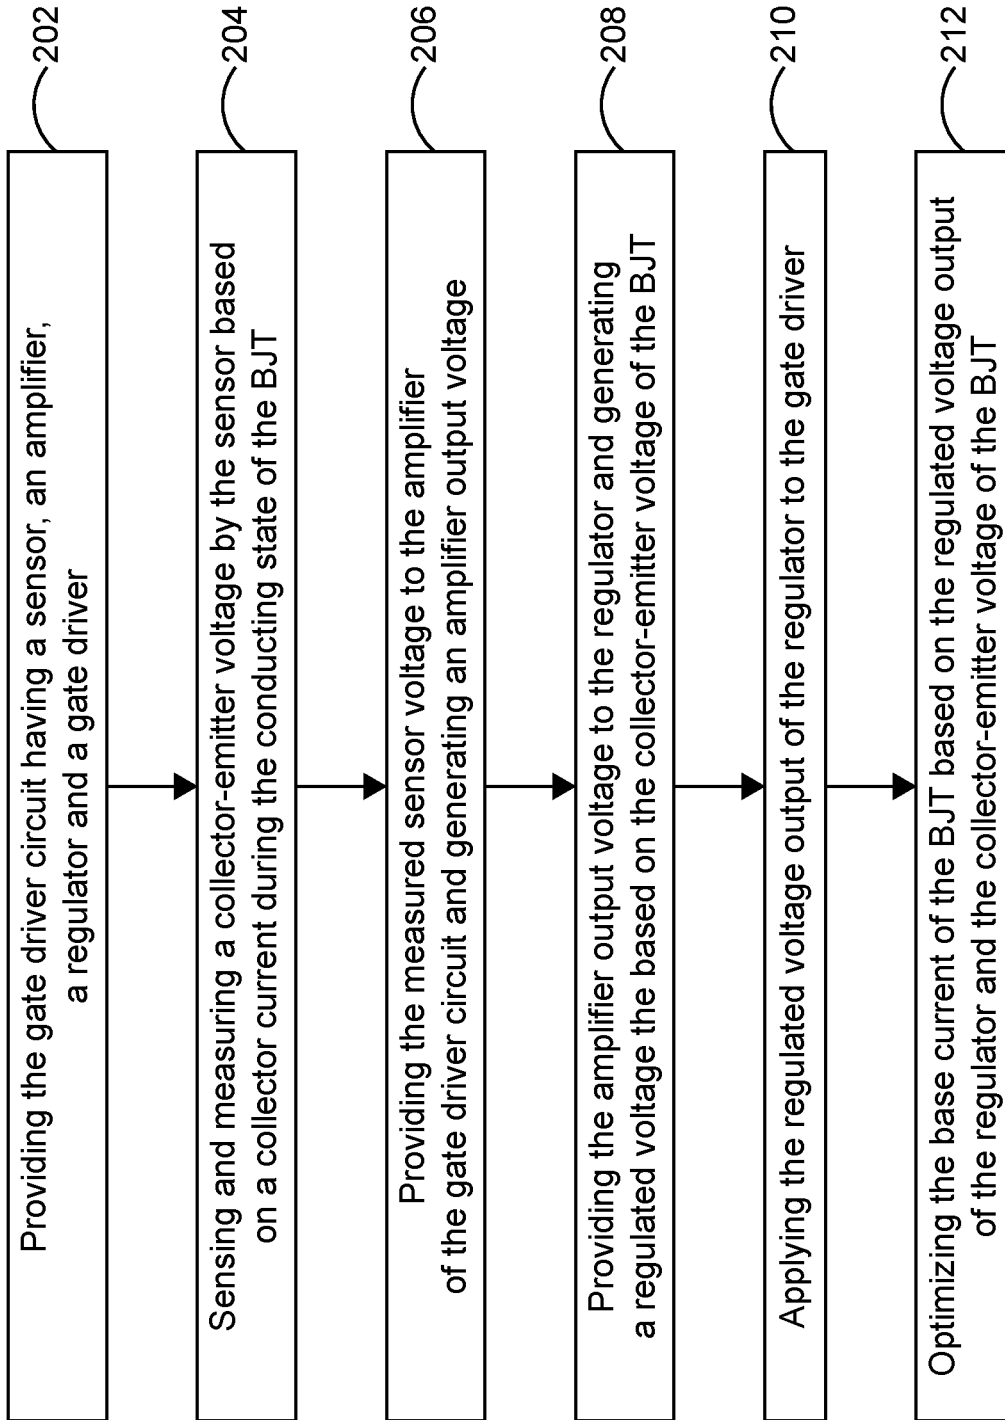 Providing the gate driver circuit having a sensor, an amplifier,
a regulator and a gate driver
202
Sensing and measuring a collector-emitter voltage by the sensor based
on a collector current during the conducting state of the BJT
204
Providing the measured sensor voltage to the amplifier
of the gate driver circuit and generating an amplifier output voltage
206
Providing the amplifier output voltage to the regulator and generating
a regulated voltage the based on the collector-emitter voltage of the BJT
208
Applying the regulated voltage output of the regulator to the gate driver
210
Optimizing the base current of the BJT based on the regulated voltage output
of the regulator and the collector-emitter voltage of the BJT
212